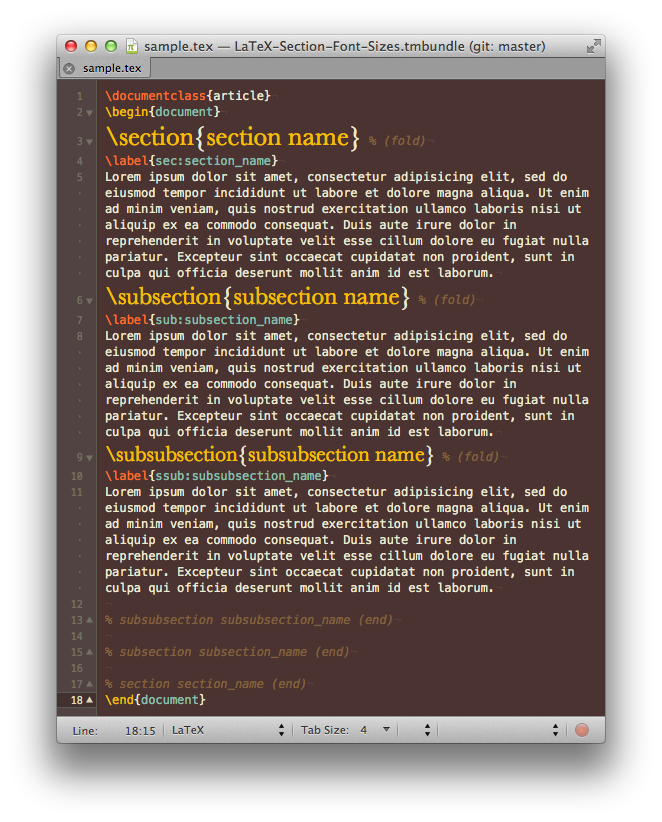 sample.tex — LaTeX-Section-Font-Sizes.tmbundle (git: master)
sample.tex
1 \documentclass{article}¬
2 \begin{document}¬
3 \section{section name} % (fold)¬
4 \label{sec:section_name}¬
5 Lorem ipsum dolor sit amet, consectetur adipisicing elit, sed do
eiusmod tempor incididunt ut labore et dolore magna aliqua. Ut enim
ad minim veniam, quis nostrud exercitation ullamco laboris nisi ut
aliquip ex ea commodo consequat. Duis aute irure dolor in
reprehenderit in voluptate velit esse cillum dolore eu fugiat nulla
pariatur. Excepteur sint occaecat cupidatat non proident, sunt in
culpa qui officia deserunt mollit anim id est laborum.¬
6 \subsection{subsection name} % (fold)¬
7 \label{sub:subsection_name}¬
8 Lorem ipsum dolor sit amet, consectetur adipisicing elit, sed do
eiusmod tempor incididunt ut labore et dolore magna aliqua. Ut enim
ad minim veniam, quis nostrud exercitation ullamco laboris nisi ut
aliquip ex ea commodo consequat. Duis aute irure dolor in
reprehenderit in voluptate velit esse cillum dolore eu fugiat nulla
pariatur. Excepteur sint occaecat cupidatat non proident, sunt in
culpa qui officia deserunt mollit anim id est laborum.¬
9 \subsubsection{subsubsection name} % (fold)¬
10 \label{ssub:subsubsection_name}¬
11 Lorem ipsum dolor sit amet, consectetur adipisicing elit, sed do
eiusmod tempor incididunt ut labore et dolore magna aliqua. Ut enim
ad minim veniam, quis nostrud exercitation ullamco laboris nisi ut
aliquip ex ea commodo consequat. Duis aute irure dolor in
reprehenderit in voluptate velit esse cillum dolore eu fugiat nulla
pariatur. Excepteur sint occaecat cupidatat non proident, sunt in
culpa qui officia deserunt mollit anim id est laborum.¬
12 ¬
13 % subsubsection subsubsection_name (end)¬
14 ¬
15 % subsection subsection_name (end)¬
16 ¬
17 % section section_name (end)¬
18 \end{document}
Line: 18:15 LaTeX Tab Size: 4